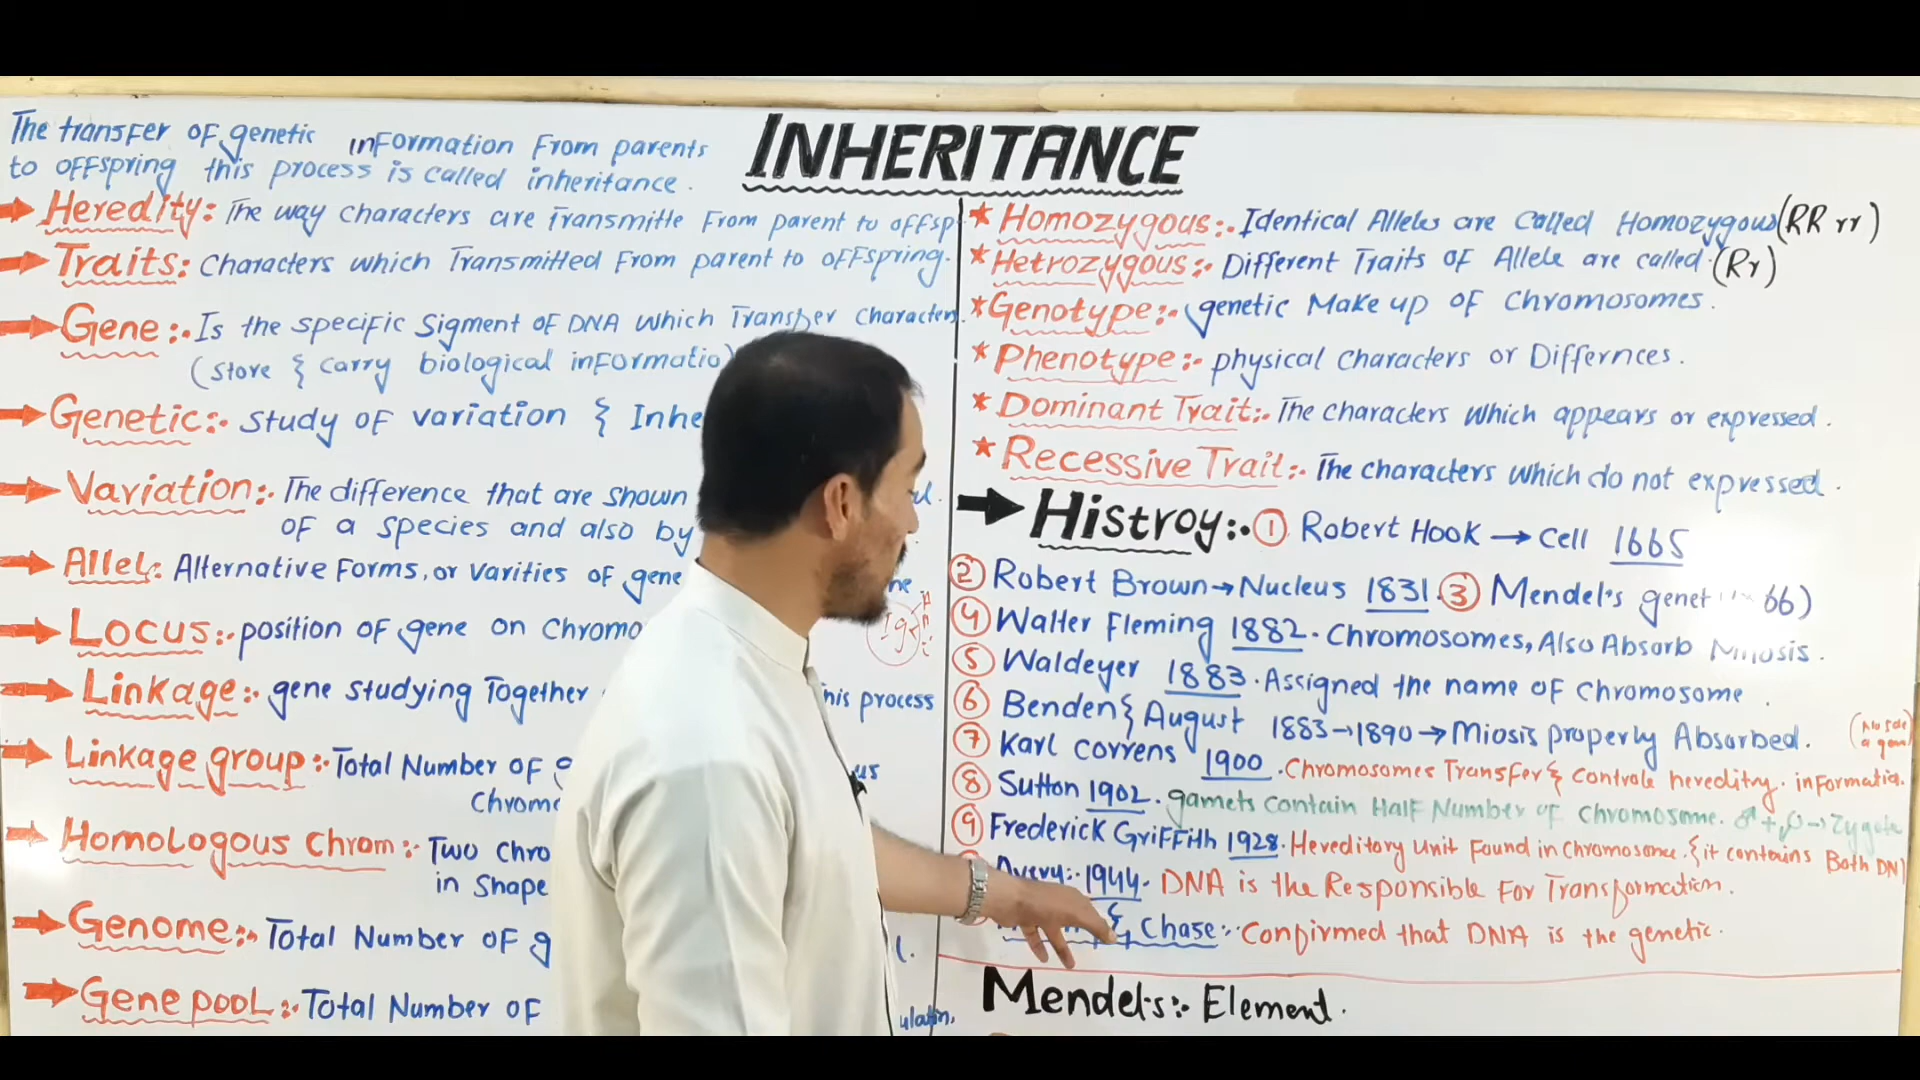 INHERITANCE
The transfer of genetic information from parents
to offspring this process is called inheritance.
Heredity: The way characters are transmitte from parent to offsp
Traits: Characters which Transmitted from parent to offspring.
Gene:. Is the specific Sigment of DNA which Transfer characters.
(store & carry biological informatio
Genetic:. Study of variation & Inhe
Variation:. The difference that are shown
of a species and also by
Allel: Alternative forms, or varities of gene
Locus:. position of gene on Chromo
Linkage:. gene studying Together his process
Linkage group:. Total Number of g
Chromo
Homologous Chrom:. Two Chro
in shape
Genome:. Total Number of g
Gene pool:. Total Number of
ulation.
* Homozygous:. Identical Alleles are Called Homozygous (RR rr)
* Hetrozygous:. Different Traits of Allele are called. (Rr)
* Genotype:. genetic Make up of Chromosomes.
* Phenotype:. physical characters or Differnces.
* Dominant Trait:. The characters which appears or expressed.
* Recessive Trait:. The characters which do not expressed.
Histroy:. ① Robert Hook → Cell 1665
② Robert Brown → Nucleus 1831. ③ Mendel's genet 66)
④ Walter Fleming 1882. Chromosomes, Also Absorb
⑤ Waldeyer 1883. Assigned the name of chromosome.
⑥ Benden & August 1883→1890→ Miosis properly Absorbed.
⑦ Karl Correns 1900. Chromosomes Transfer & controle hereditry. informatio.
⑧ Sutton 1902. gamets contain Half Number of chromosome. ♂+♀→Zygote
⑨ Frederick Griffith 1928. Hereditory Unit Found in Chromosome. & it contains Both DN
1944. DNA is the Responsible For Transformation.
& Chase:. Confirmed that DNA is the genetic.
Mendel's:. Element.